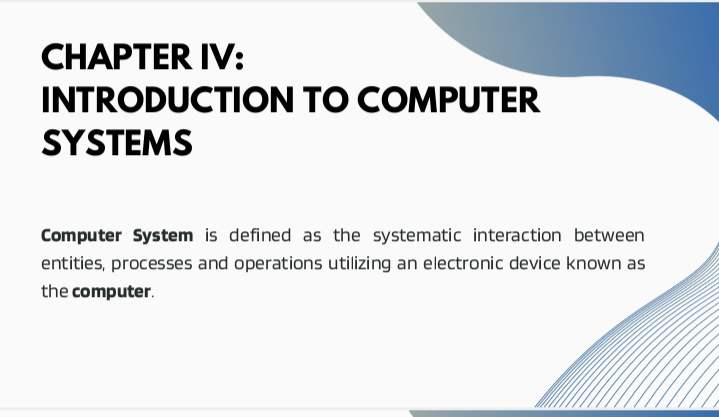 CHAPTER IV:
INTRODUCTION TO COMPUTER
SYSTEMS
Computer System is defined as the systematic interaction between
entities, processes and operations utilizing an electronic device known as
the computer.